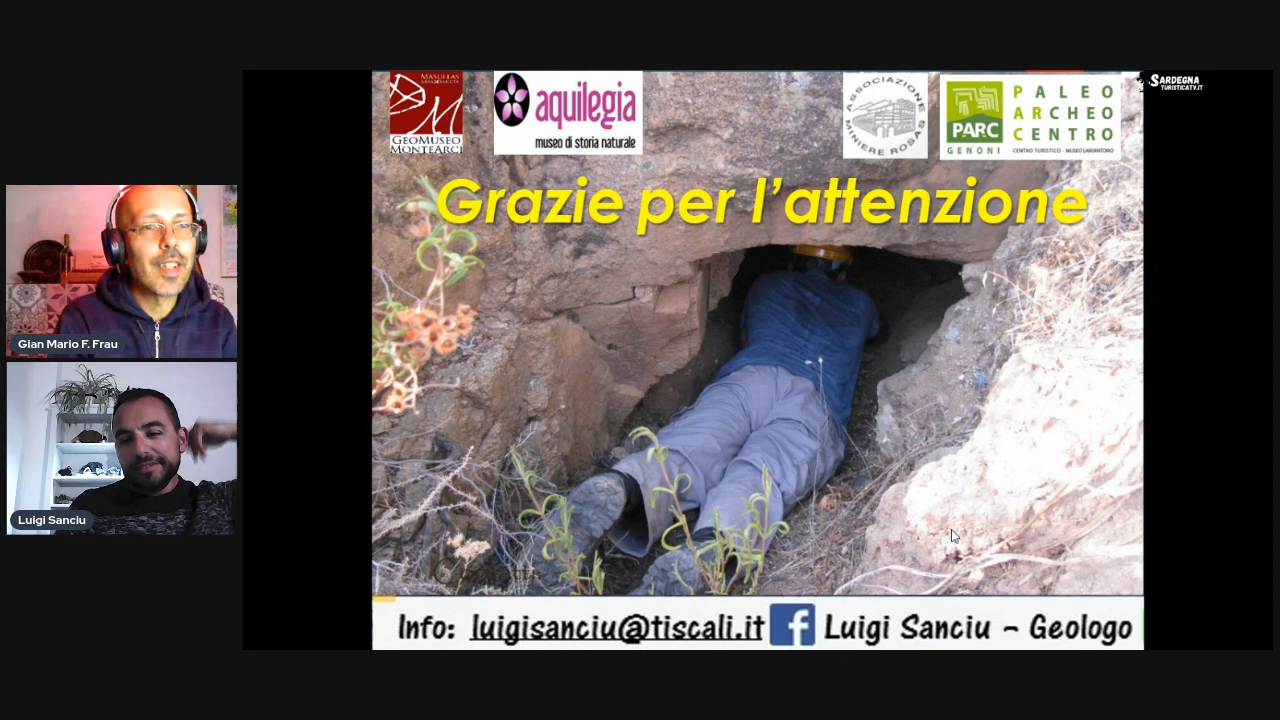 MASULLAS
GEOMUSEO
MONTEARCI
aquilegia
museo di storia naturale
ASSOCIAZIONE
MINIERE ROSAS
PARC
GENONI
PALEO
ARCHEO
CENTRO
CENTRO TURISTICO - MUSEO LABORATORIO
SARDEGNA
TURISTICATV.IT
Grazie per l'attenzione
Gian Mario F. Frau
Luigi Sanciu
Info: luigisanciu@tiscali.it f Luigi Sanciu – Geologo